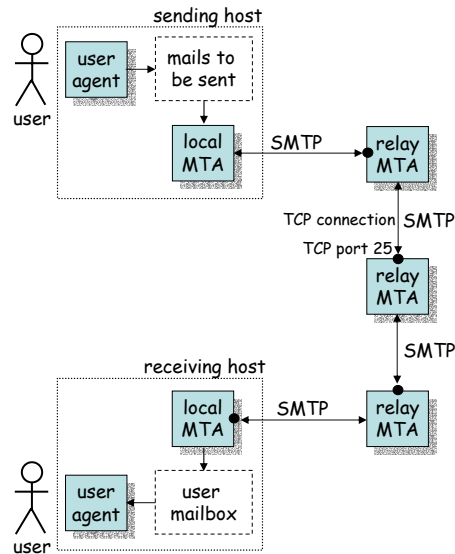 sending host
user
agent
mails to
be sent
user
local
MTA
SMTP
relay
MTA
TCP connection
SMTP
TCP port 25
relay
MTA
SMTP
receiving host
local
MTA
SMTP
relay
MTA
user
agent
user
mailbox
user